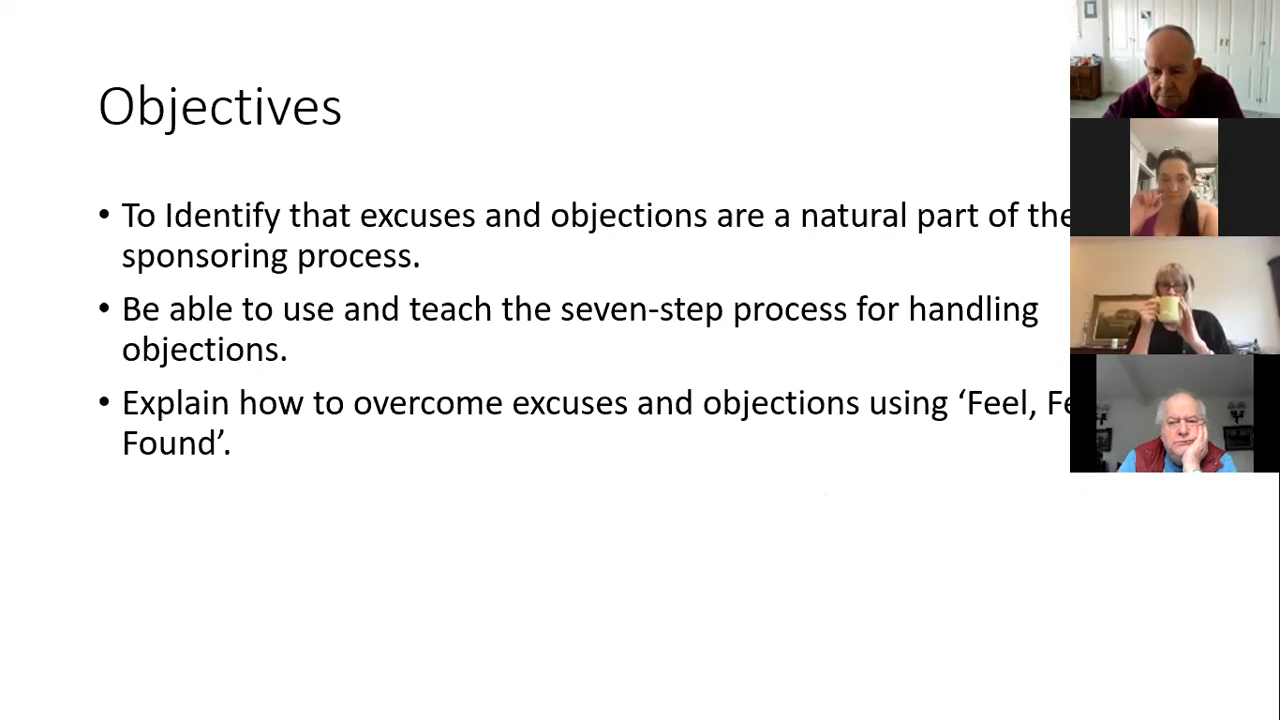 Objectives
• To Identify that excuses and objections are a natural part of the
sponsoring process.
• Be able to use and teach the seven-step process for handling
objections.
• Explain how to overcome excuses and objections using ‘Feel,
Found’.